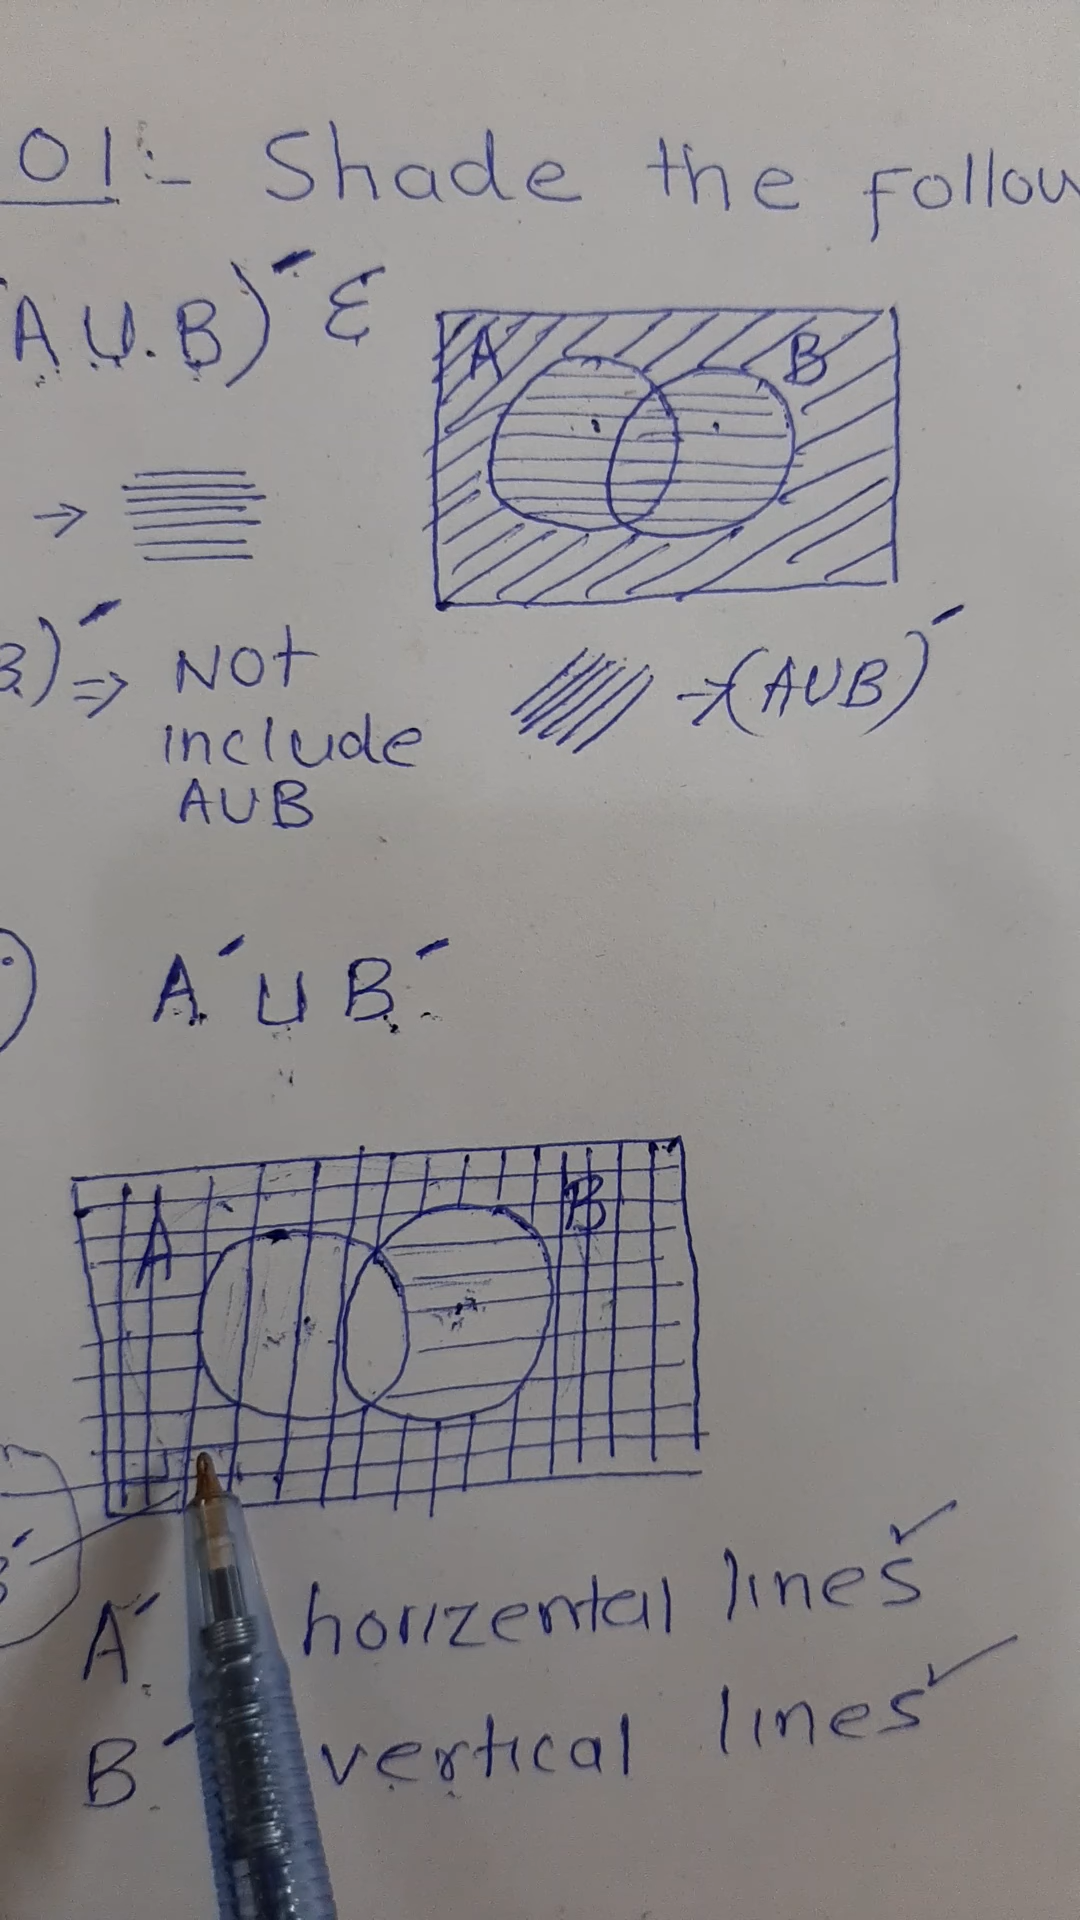 01:- Shade the follow
(A U B)′ ξ
A B
→
B)′ ⇒ NOt
include
AUB
→ (AUB)′
A′ U B′
A B
A′ horizental lines
B′ vertical lines